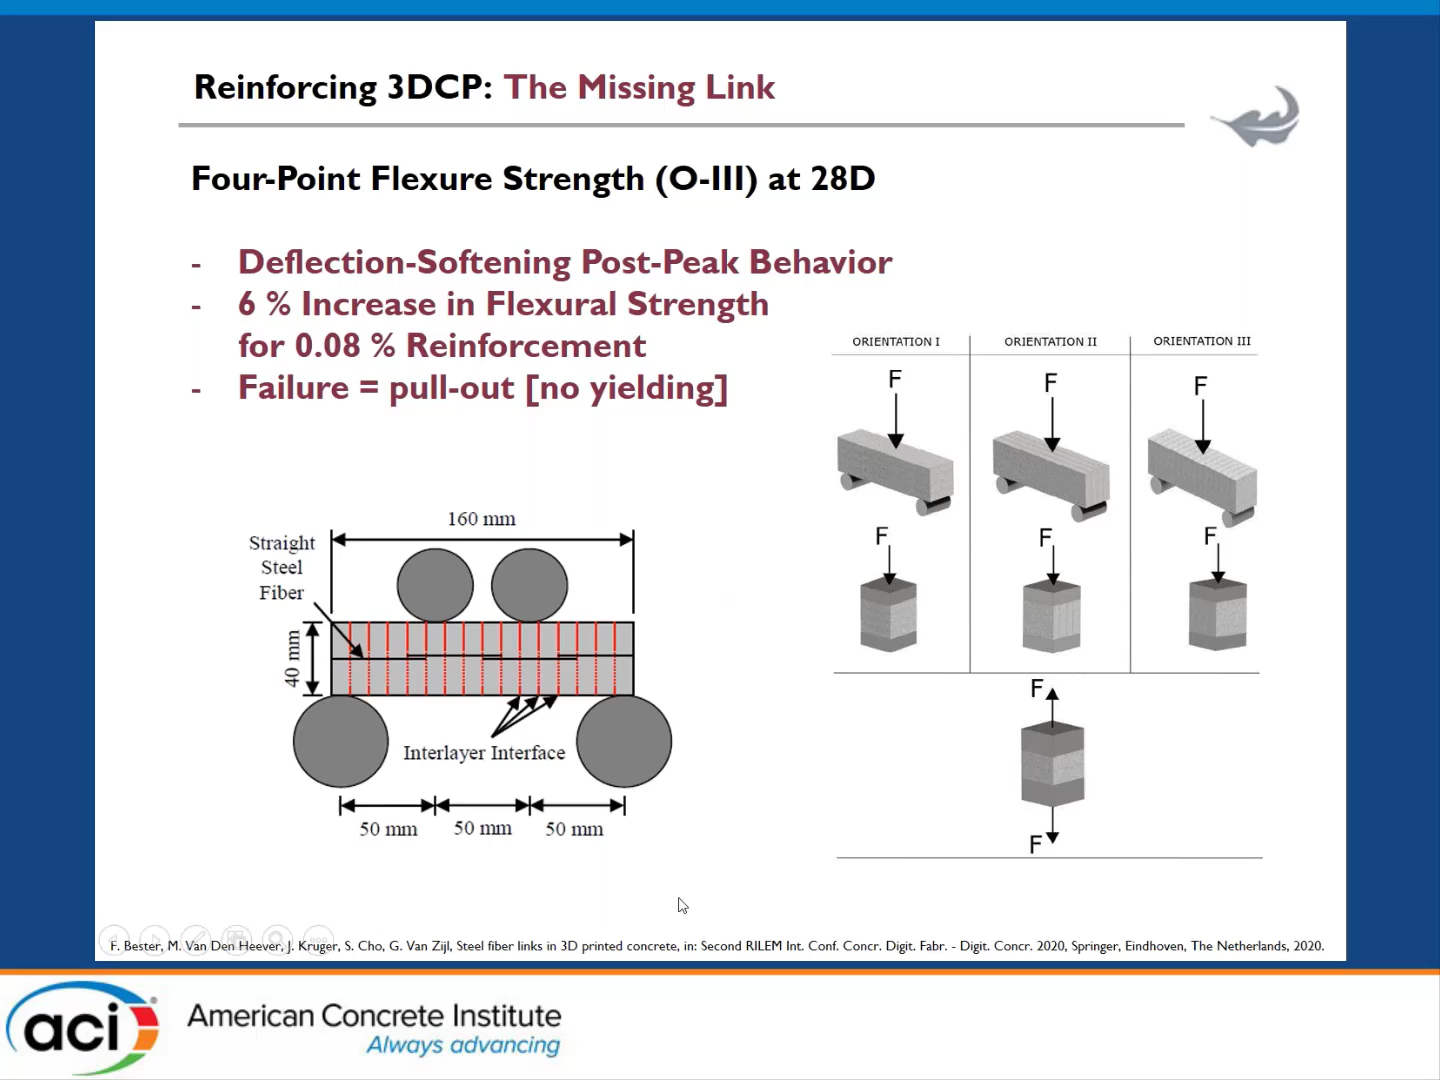 Reinforcing 3DCP: The Missing Link
Four-Point Flexure Strength (O-III) at 28D
- Deflection-Softening Post-Peak Behavior
- 6 % Increase in Flexural Strength
for 0.08 % Reinforcement
- Failure = pull-out [no yielding]
160 mm
Straight
Steel
Fiber
40 mm
Interlayer Interface
50 mm
50 mm
50 mm
ORIENTATION I
ORIENTATION II
ORIENTATION III
F
F
F
F
F
F
F
F
F. Bester, M. Van Den Heever, J. Kruger, S. Cho, G. Van Zijl, Steel fiber links in 3D printed concrete, in: Second RILEM Int. Conf. Concr. Digit. Fabr. - Digit. Concr. 2020, Springer, Eindhoven, The Netherlands, 2020.
aci
American Concrete Institute
Always advancing